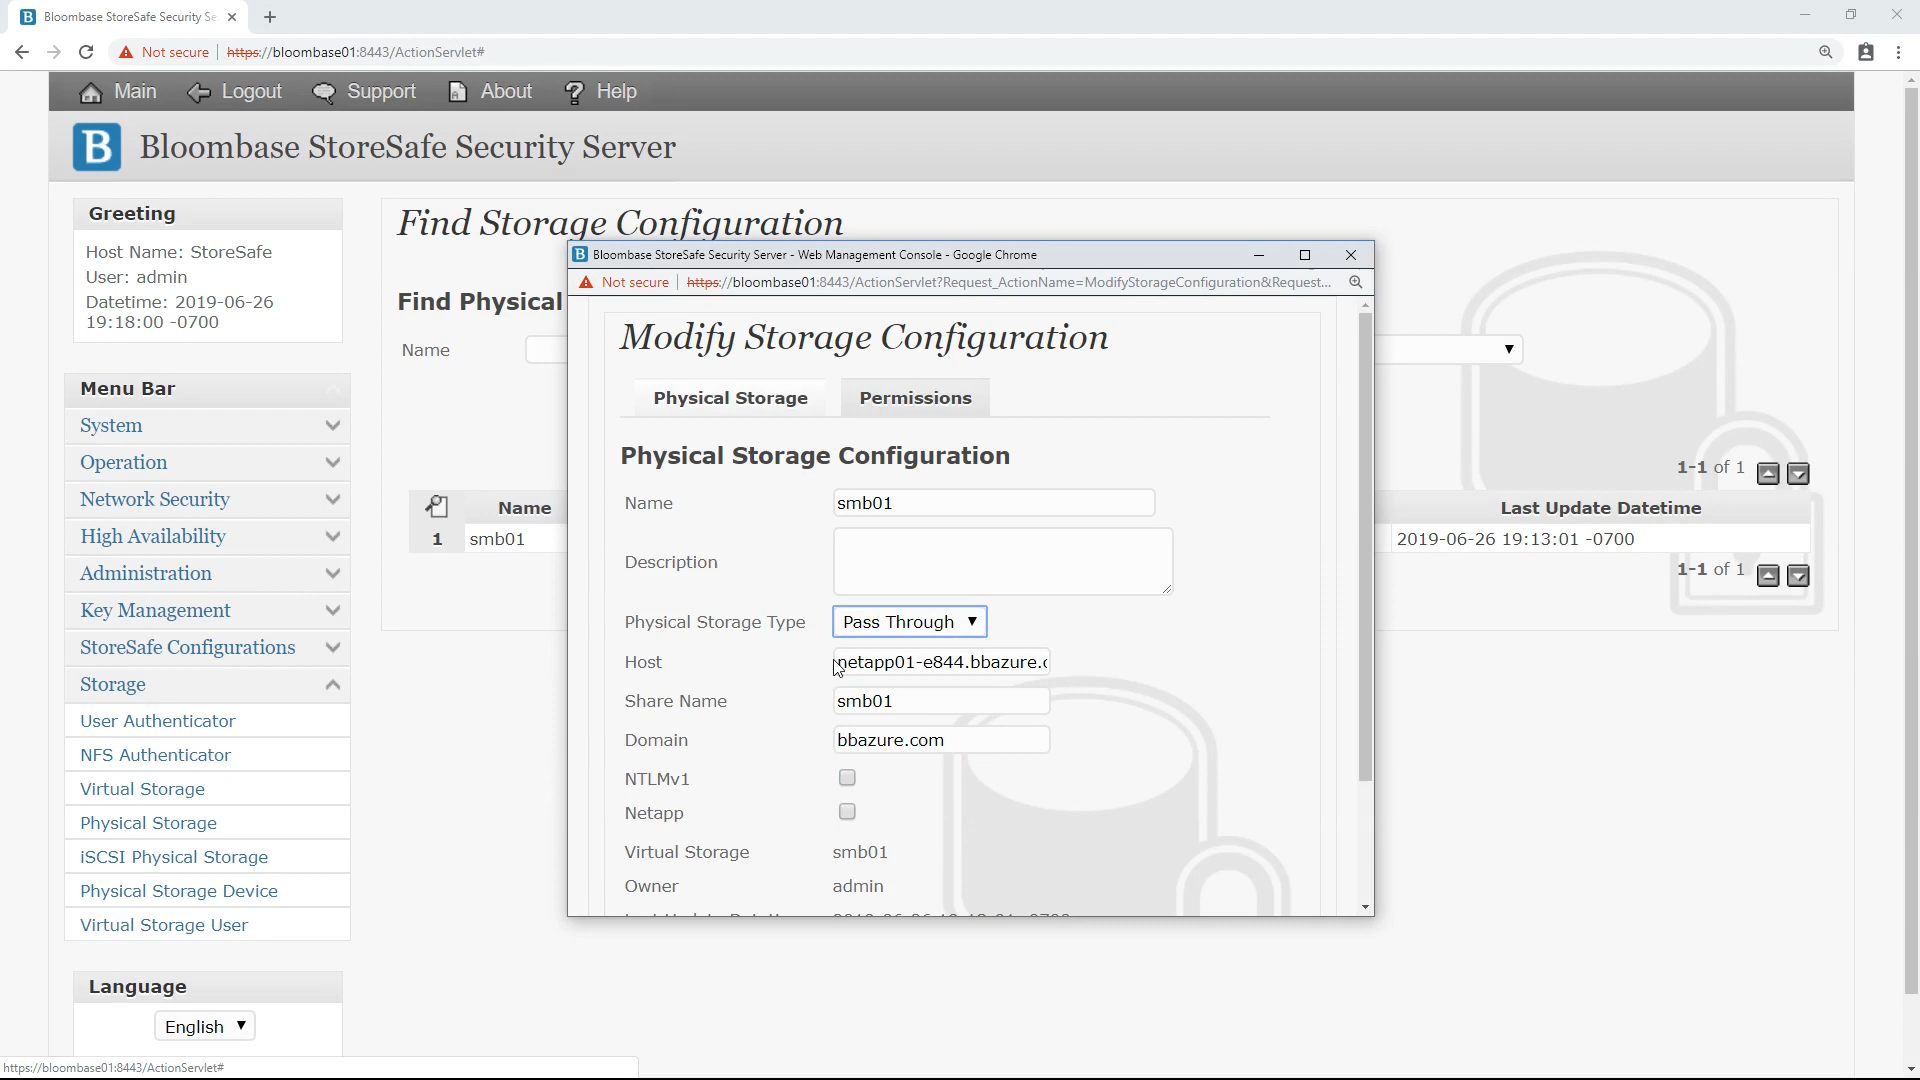 Bloombase StoreSafe Security Se
Not secure
https://bloombase01:8443/ActionServlet#
Main
Logout
Support
About
Help
B
Bloombase StoreSafe Security Server
Greeting
Host Name: StoreSafe
User: admin
Datetime: 2019-06-26
19:18:00 -0700
Menu Bar
System
Operation
Network Security
High Availability
Administration
Key Management
StoreSafe Configurations
Storage
User Authenticator
NFS Authenticator
Virtual Storage
Physical Storage
iSCSI Physical Storage
Physical Storage Device
Virtual Storage User
Language
English
Find Storage Configuration
Find Physical
Name
Name
1
smb01
1-1 of 1
Last Update Datetime
2019-06-26 19:13:01 -0700
1-1 of 1
Bloombase StoreSafe Security Server - Web Management Console - Google Chrome
Not secure
https://bloombase01:8443/ActionServlet?Request_ActionName=ModifyStorageConfiguration&Request...
Modify Storage Configuration
Physical Storage
Permissions
Physical Storage Configuration
Name
smb01
Description
Physical Storage Type
Pass Through
Host
netapp01-e844.bbazure.c
Share Name
smb01
Domain
bbazure.com
NTLMv1
Netapp
Virtual Storage
smb01
Owner
admin
https://bloombase01:8443/ActionServlet#